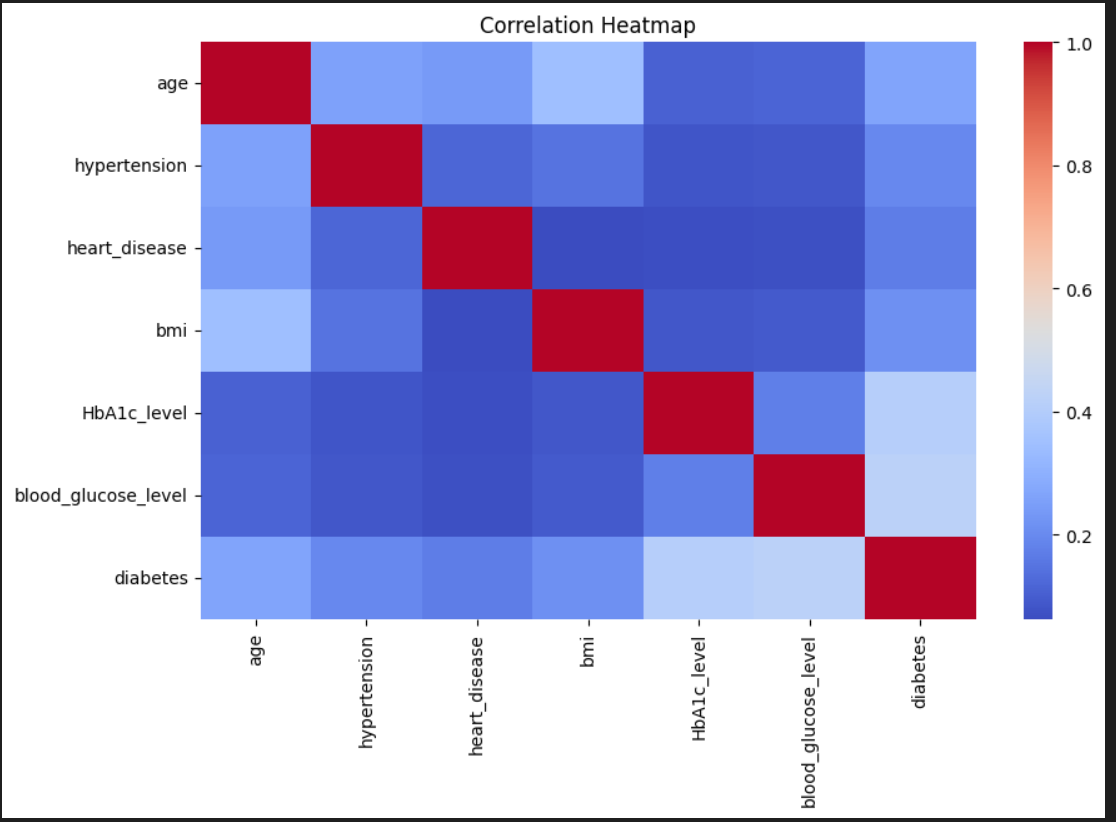 Correlation Heatmap
age
hypertension
heart_disease
bmi
HbA1c_level
blood_glucose_level
diabetes
age
hypertension
heart_disease
bmi
HbA1c_level
blood_glucose_level
diabetes
1.0
0.8
0.6
0.4
0.2